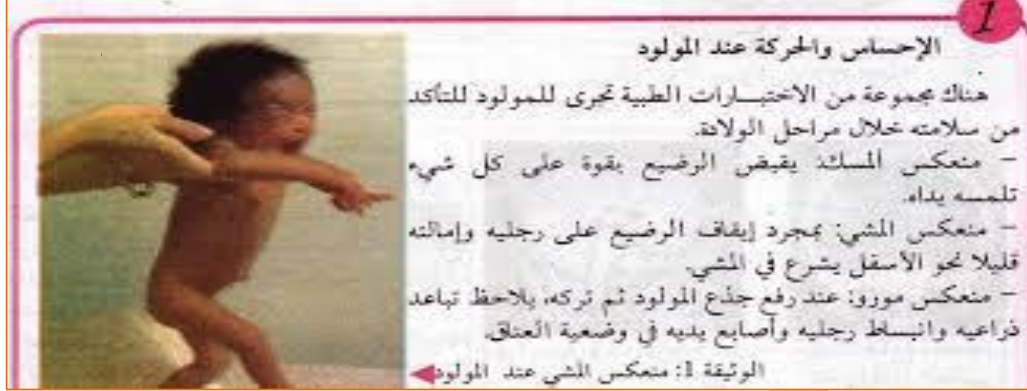 1
الإحساس والحركة عند المولود
هناك مجموعة من الاختبارات الطبية تجرى للمولود للتأكد
من سلامته خلال مراحل الولادة.
– منعكس ألمسك: يقبض الرضيع بقوة على كل شيء
تلمسه يداه.
– منعكس المشي: بمجرد إيقاف الرضيع على رجليه وإمالته
قليلا نحو الأسفل يشرع في المشي.
– منعكس مورو: عند رفع جذع المولود ثم تركه، يلاحظ تباعد
ذراعيه وانبساط رجليه وأصابع يديه في وضعية العناق.
الوثيقة 1: منعكس المشي عند المولود